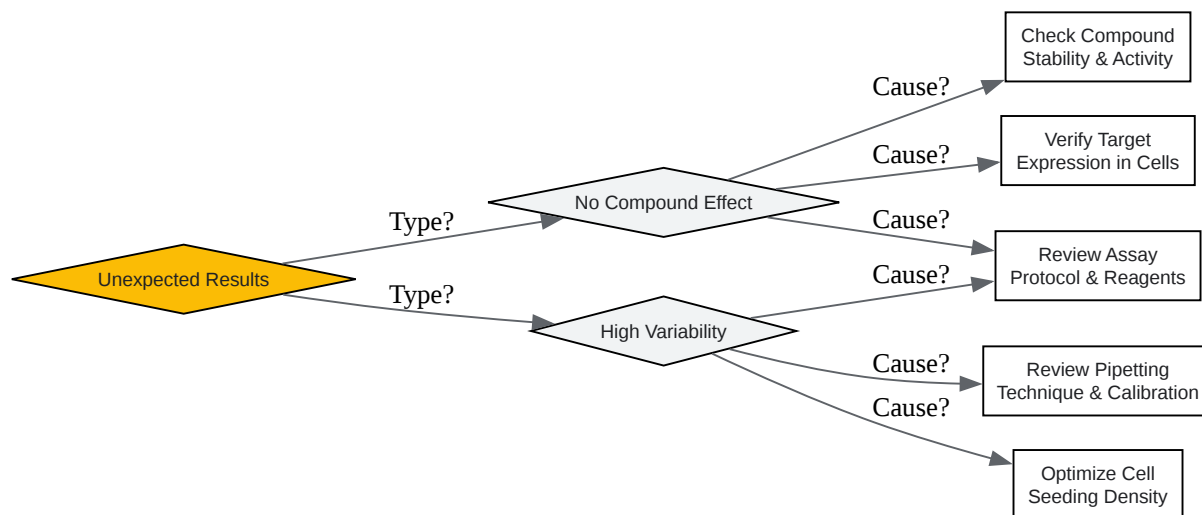 Unexpected Results
Type?
Type?
No Compound Effect
High Variability
Cause?
Cause?
Cause?
Cause?
Cause?
Cause?
Check Compound
Stability & Activity
Verify Target
Expression in Cells
Review Assay
Protocol & Reagents
Review Pipetting
Technique & Calibration
Optimize Cell
Seeding Density